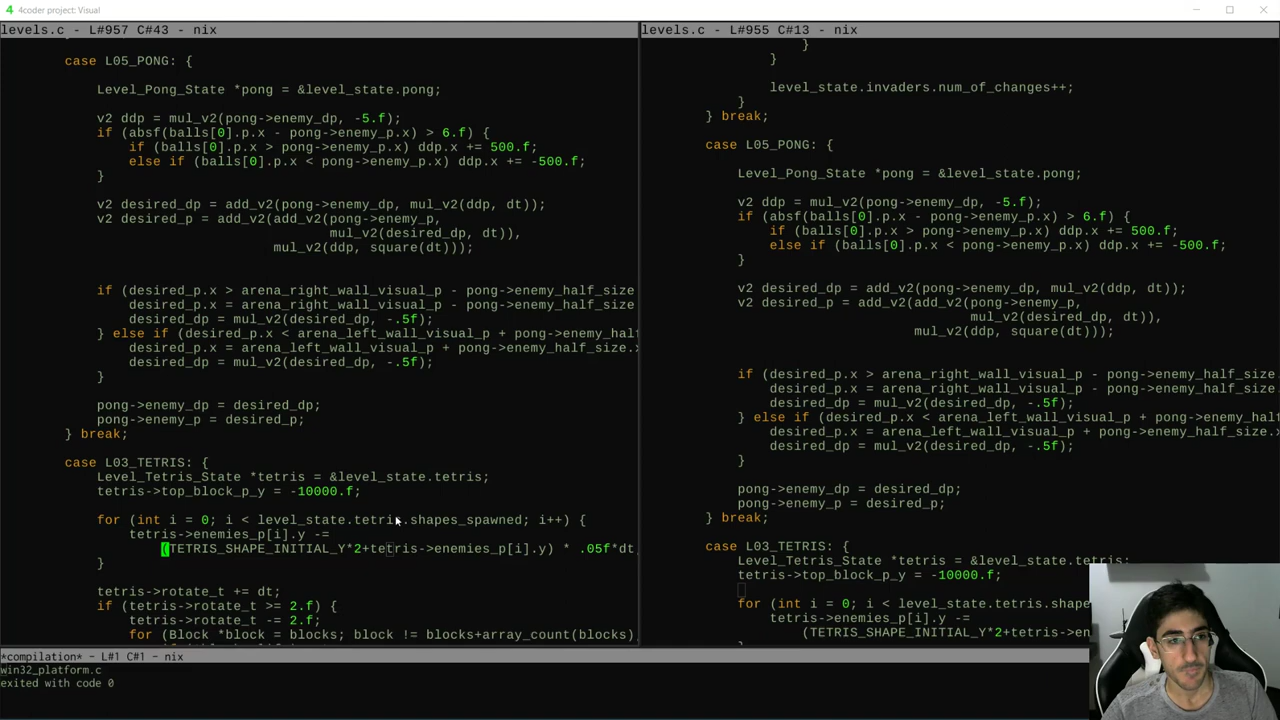 4 4coder project: Visual
levels.c - L#957 C#43 - nix
case L05_PONG: {
Level_Pong_State *pong = &level_state.pong;
v2 ddp = mul_v2(pong->enemy_dp, -5.f);
if (absf(balls[0].p.x - pong->enemy_p.x) > 6.f) {
if (balls[0].p.x > pong->enemy_p.x) ddp.x += 500.f;
else if (balls[0].p.x < pong->enemy_p.x) ddp.x += -500.f;
}
v2 desired_dp = add_v2(pong->enemy_dp, mul_v2(ddp, dt));
v2 desired_p = add_v2(add_v2(pong->enemy_p,
mul_v2(desired_dp, dt)),
mul_v2(ddp, square(dt)));
if (desired_p.x > arena_right_wall_visual_p - pong->enemy_half_size
desired_p.x = arena_right_wall_visual_p - pong->enemy_half_size
desired_dp = mul_v2(desired_dp, -.5f);
} else if (desired_p.x < arena_left_wall_visual_p + pong->enemy_hal
desired_p.x = arena_left_wall_visual_p + pong->enemy_half_size.
desired_dp = mul_v2(desired_dp, -.5f);
}
pong->enemy_dp = desired_dp;
pong->enemy_p = desired_p;
} break;
case L03_TETRIS: {
Level_Tetris_State *tetris = &level_state.tetris;
tetris->top_block_p_y = -10000.f;
for (int i = 0; i < level_state.tetris.shapes_spawned; i++) {
tetris->enemies_p[i].y -=
(TETRIS_SHAPE_INITIAL_Y*2+tetris->enemies_p[i].y) * .05f*dt
}
tetris->rotate_t += dt;
if (tetris->rotate_t >= 2.f) {
tetris->rotate_t -= 2.f;
for (Block *block = blocks; block != blocks+array_count(blocks)
levels.c - L#955 C#13 - nix
}
}
level_state.invaders.num_of_changes++;
}
} break;
case L05_PONG: {
Level_Pong_State *pong = &level_state.pong;
v2 ddp = mul_v2(pong->enemy_dp, -5.f);
if (absf(balls[0].p.x - pong->enemy_p.x) > 6.f) {
if (balls[0].p.x > pong->enemy_p.x) ddp.x += 500.f;
else if (balls[0].p.x < pong->enemy_p.x) ddp.x += -500.f;
}
v2 desired_dp = add_v2(pong->enemy_dp, mul_v2(ddp, dt));
v2 desired_p = add_v2(add_v2(pong->enemy_p,
mul_v2(desired_dp, dt)),
mul_v2(ddp, square(dt)));
if (desired_p.x > arena_right_wall_visual_p - pong->enemy_half_size.
desired_p.x = arena_right_wall_visual_p - pong->enemy_half_size.
desired_dp = mul_v2(desired_dp, -.5f);
} else if (desired_p.x < arena_left_wall_visual_p + pong->enemy_half
desired_p.x = arena_left_wall_visual_p + pong->enemy_half_size.x
desired_dp = mul_v2(desired_dp, -.5f);
}
pong->enemy_dp = desired_dp;
pong->enemy_p = desired_p;
} break;
case L03_TETRIS: {
Level_Tetris_State *tetris = &level_state.tetris;
tetris->top_block_p_y = -10000.f;
for (int i = 0; i < level_state.tetris.shape
tetris->enemies_p[i].y -=
(TETRIS_SHAPE_INITIAL_Y*2+tetris->en
*compilation* - L#1 C#1 - nix
win32_platform.c
exited with code 0